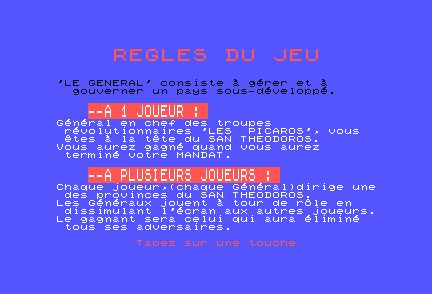 REGLES DU JEU
'LE GENERAL' consiste à gérer et à
gouverner un pays sous-développé.
--A 1 JOUEUR :
Général en chef des troupes
révolutionnaires 'LES PICAROS', vous
êtes à la tête du SAN THEODOROS.
Vous aurez gagné quand vous aurez
terminé votre MANDAT.
--A PLUSIEURS JOUEURS :
Chaque joueur,(chaque Général)dirige une
des provinces du SAN THEODOROS.
Les Généraux jouent à tour de rôle en
dissimulant l'écran aux autres joueurs.
Le gagnant sera celui qui aura éliminé
tous ses adversaires.
Tapez sur une touche